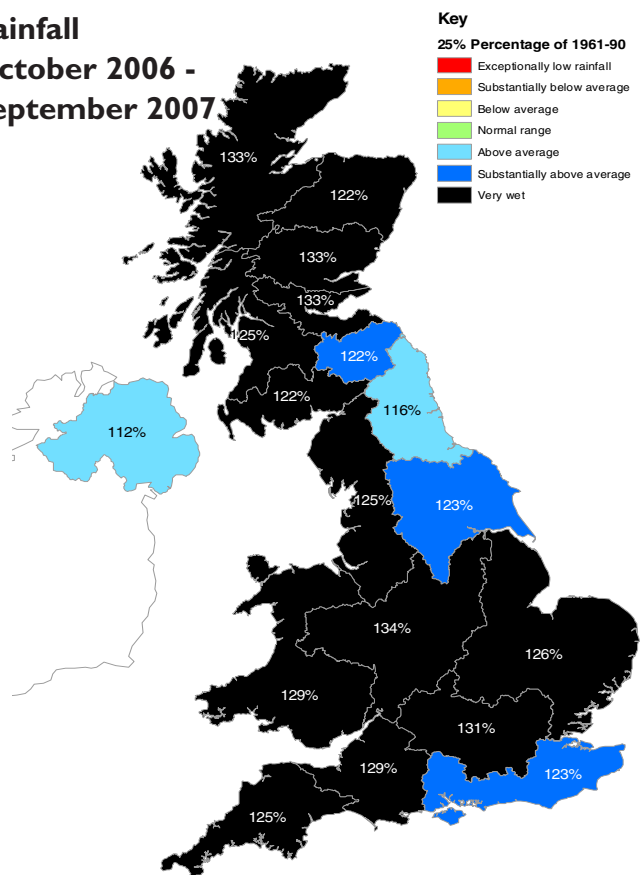 ainfall
ctober 2006 -
eptember 2007
Key
25% Percentage of 1961-90
Exceptionally low rainfall
Substantially below average
Below average
Normal range
Above average
Substantially above average
Very wet
133%
122%
133%
133%
125%
122%
122%
116%
112%
125%
123%
134%
126%
129%
131%
129%
123%
125%